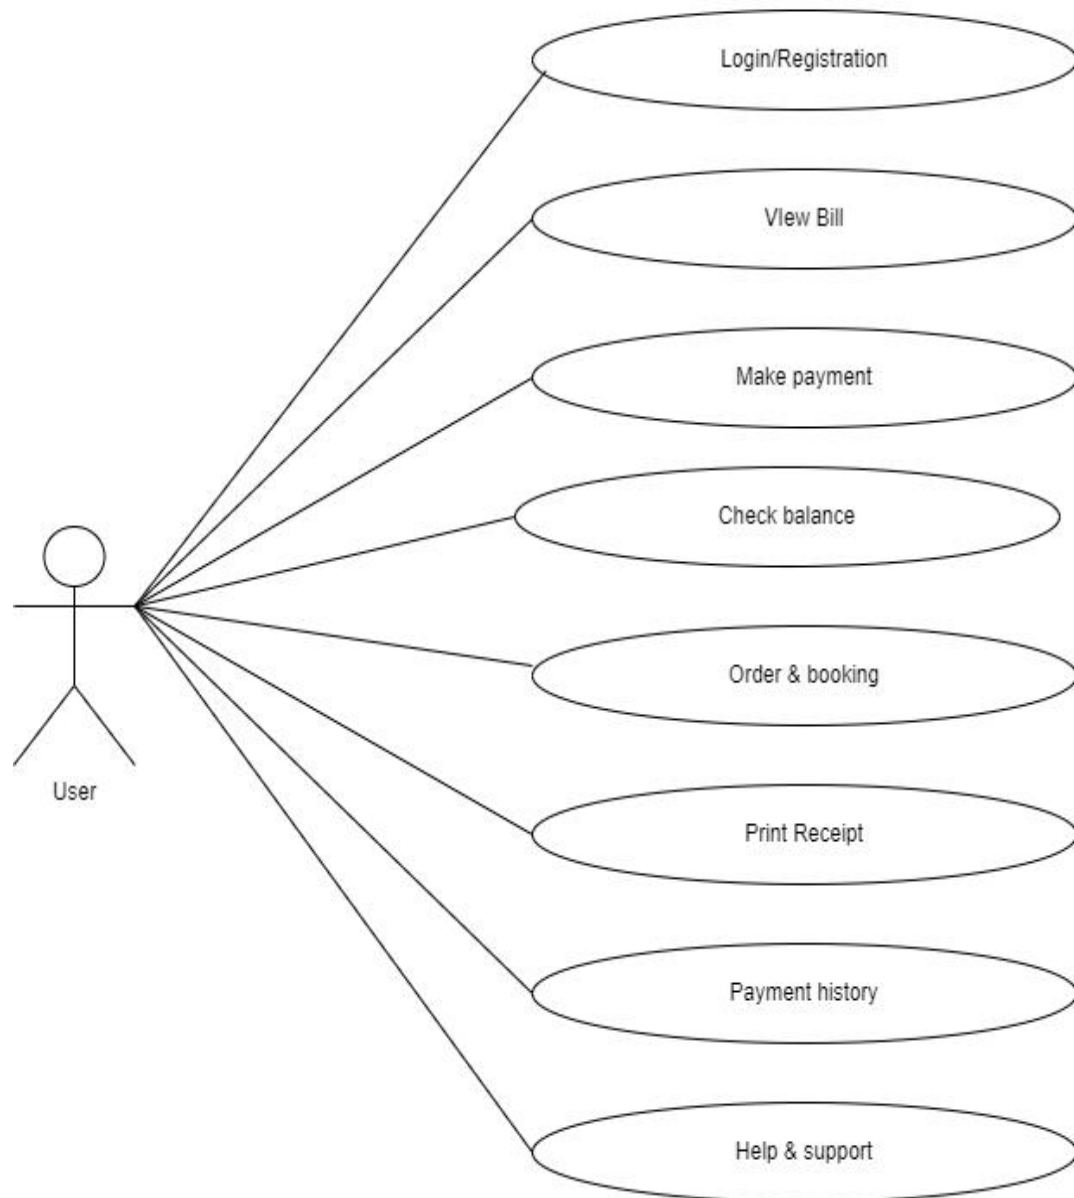 Login/Registration
VIew Bill
Make payment
Check balance
Order & booking
User
Print Receipt
Payment history
Help & support